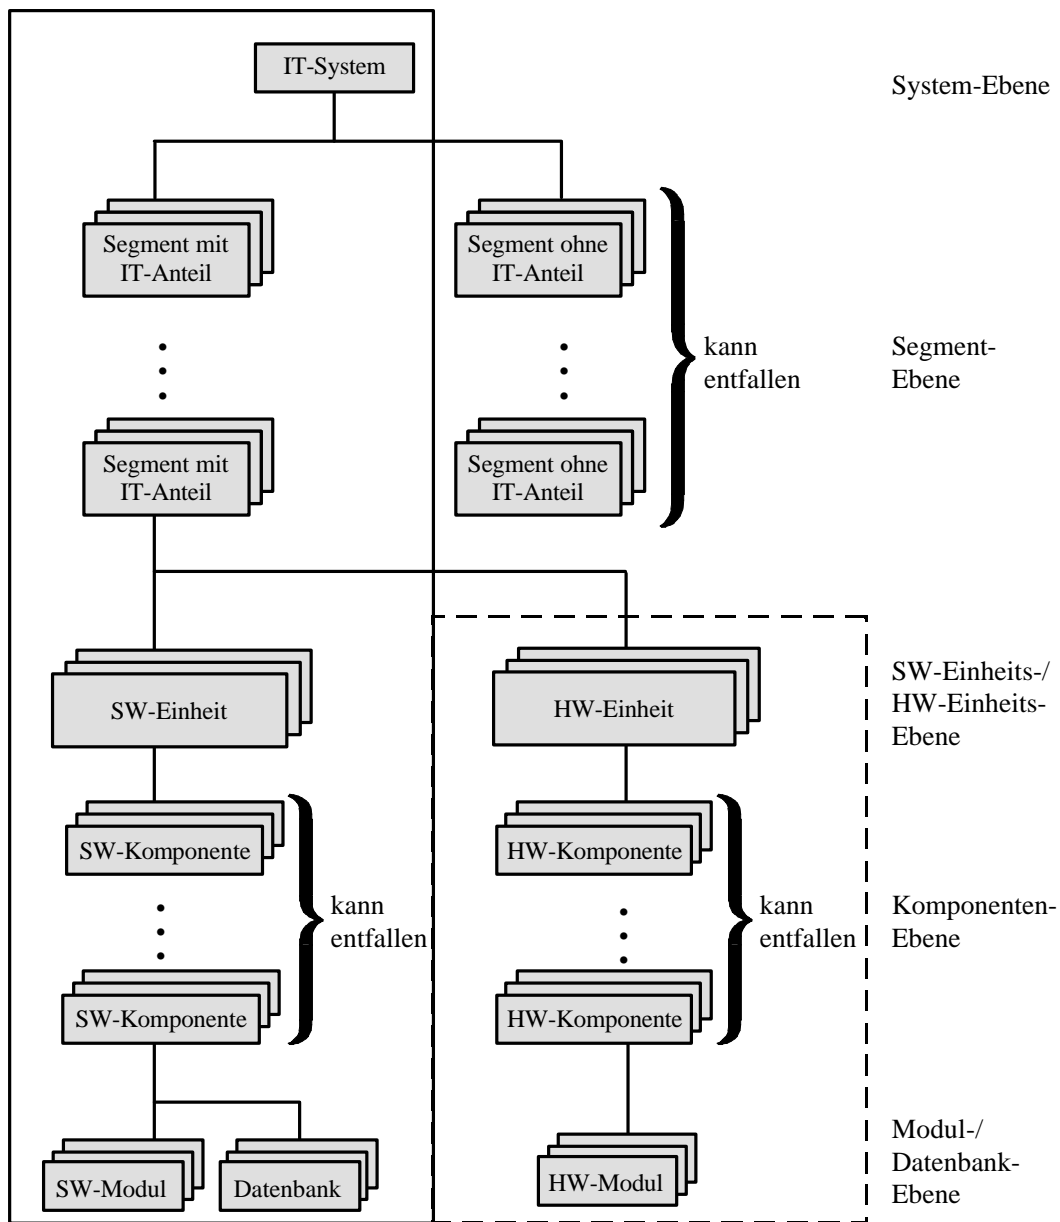 IT-System
System-Ebene
Segment mit
IT-Anteil
Segment ohne
IT-Anteil
kann
entfallen
Segment-
Ebene
Segment mit
IT-Anteil
Segment ohne
IT-Anteil
SW-Einheit
HW-Einheit
SW-Einheits-/
HW-Einheits-
Ebene
SW-Komponente
HW-Komponente
kann
entfallen
kann
entfallen
Komponenten-
Ebene
SW-Komponente
HW-Komponente
SW-Modul
Datenbank
HW-Modul
Modul-/
Datenbank-
Ebene